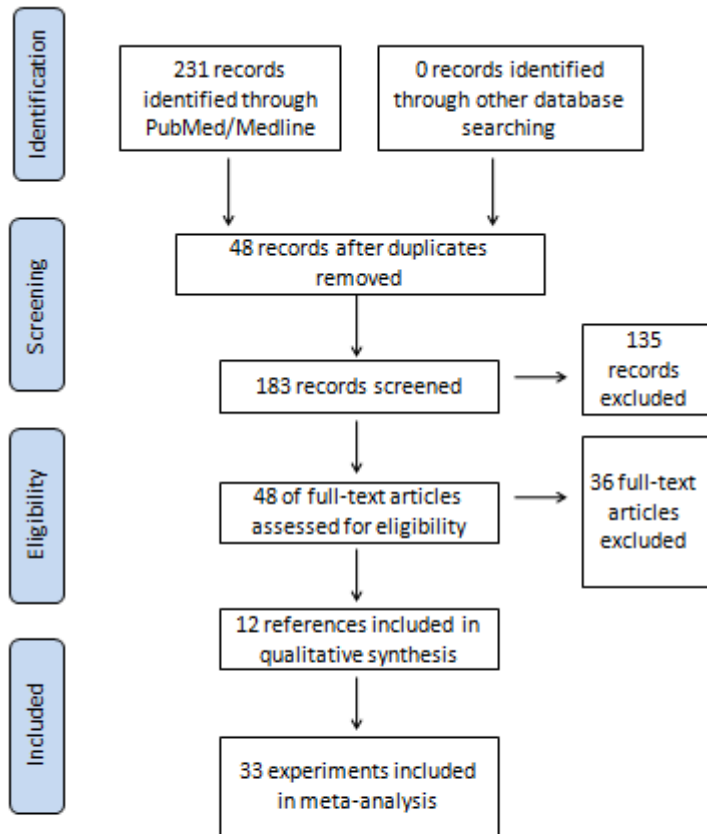 Identification
231 records
identified through
PubMed/Medline
0 records identified
through other database
searching
Screening
48 records after duplicates
removed
183 records screened
135
records
excluded
Eligibility
48 of full-text articles
assessed for eligibility
36 full-text
articles
excluded
12 references included in
qualitative synthesis
Included
33 experiments included
in meta-analysis